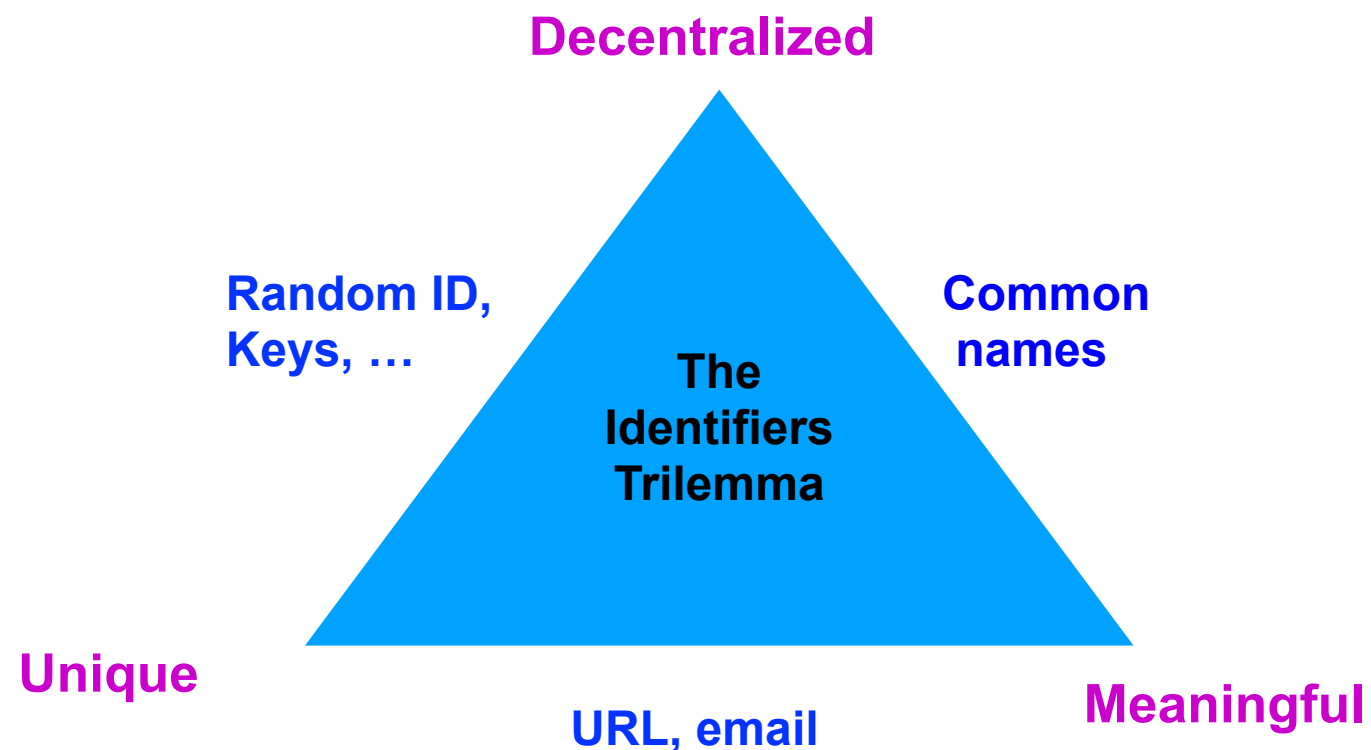 Decentralized
Random ID,
Keys, …
Common
names
The
Identifiers
Trilemma
Unique
Meaningful
URL, email